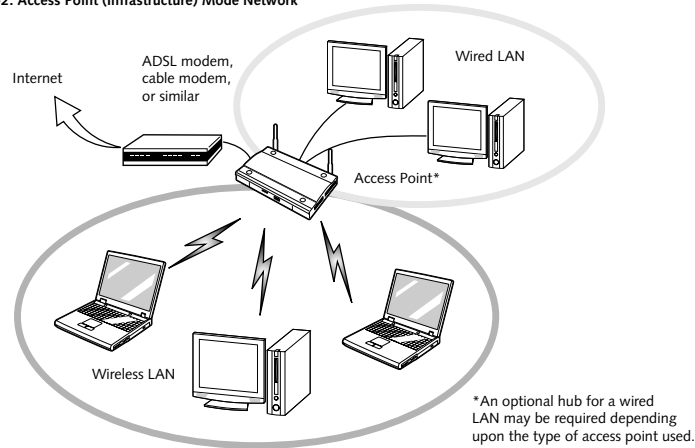 2. Access Point (Infrastructure) Mode Network
Internet
ADSL modem,
cable modem,
or similar
Wired LAN
Access Point*
Wireless LAN
*An optional hub for a wired
LAN may be required depending
upon the type of access point used.